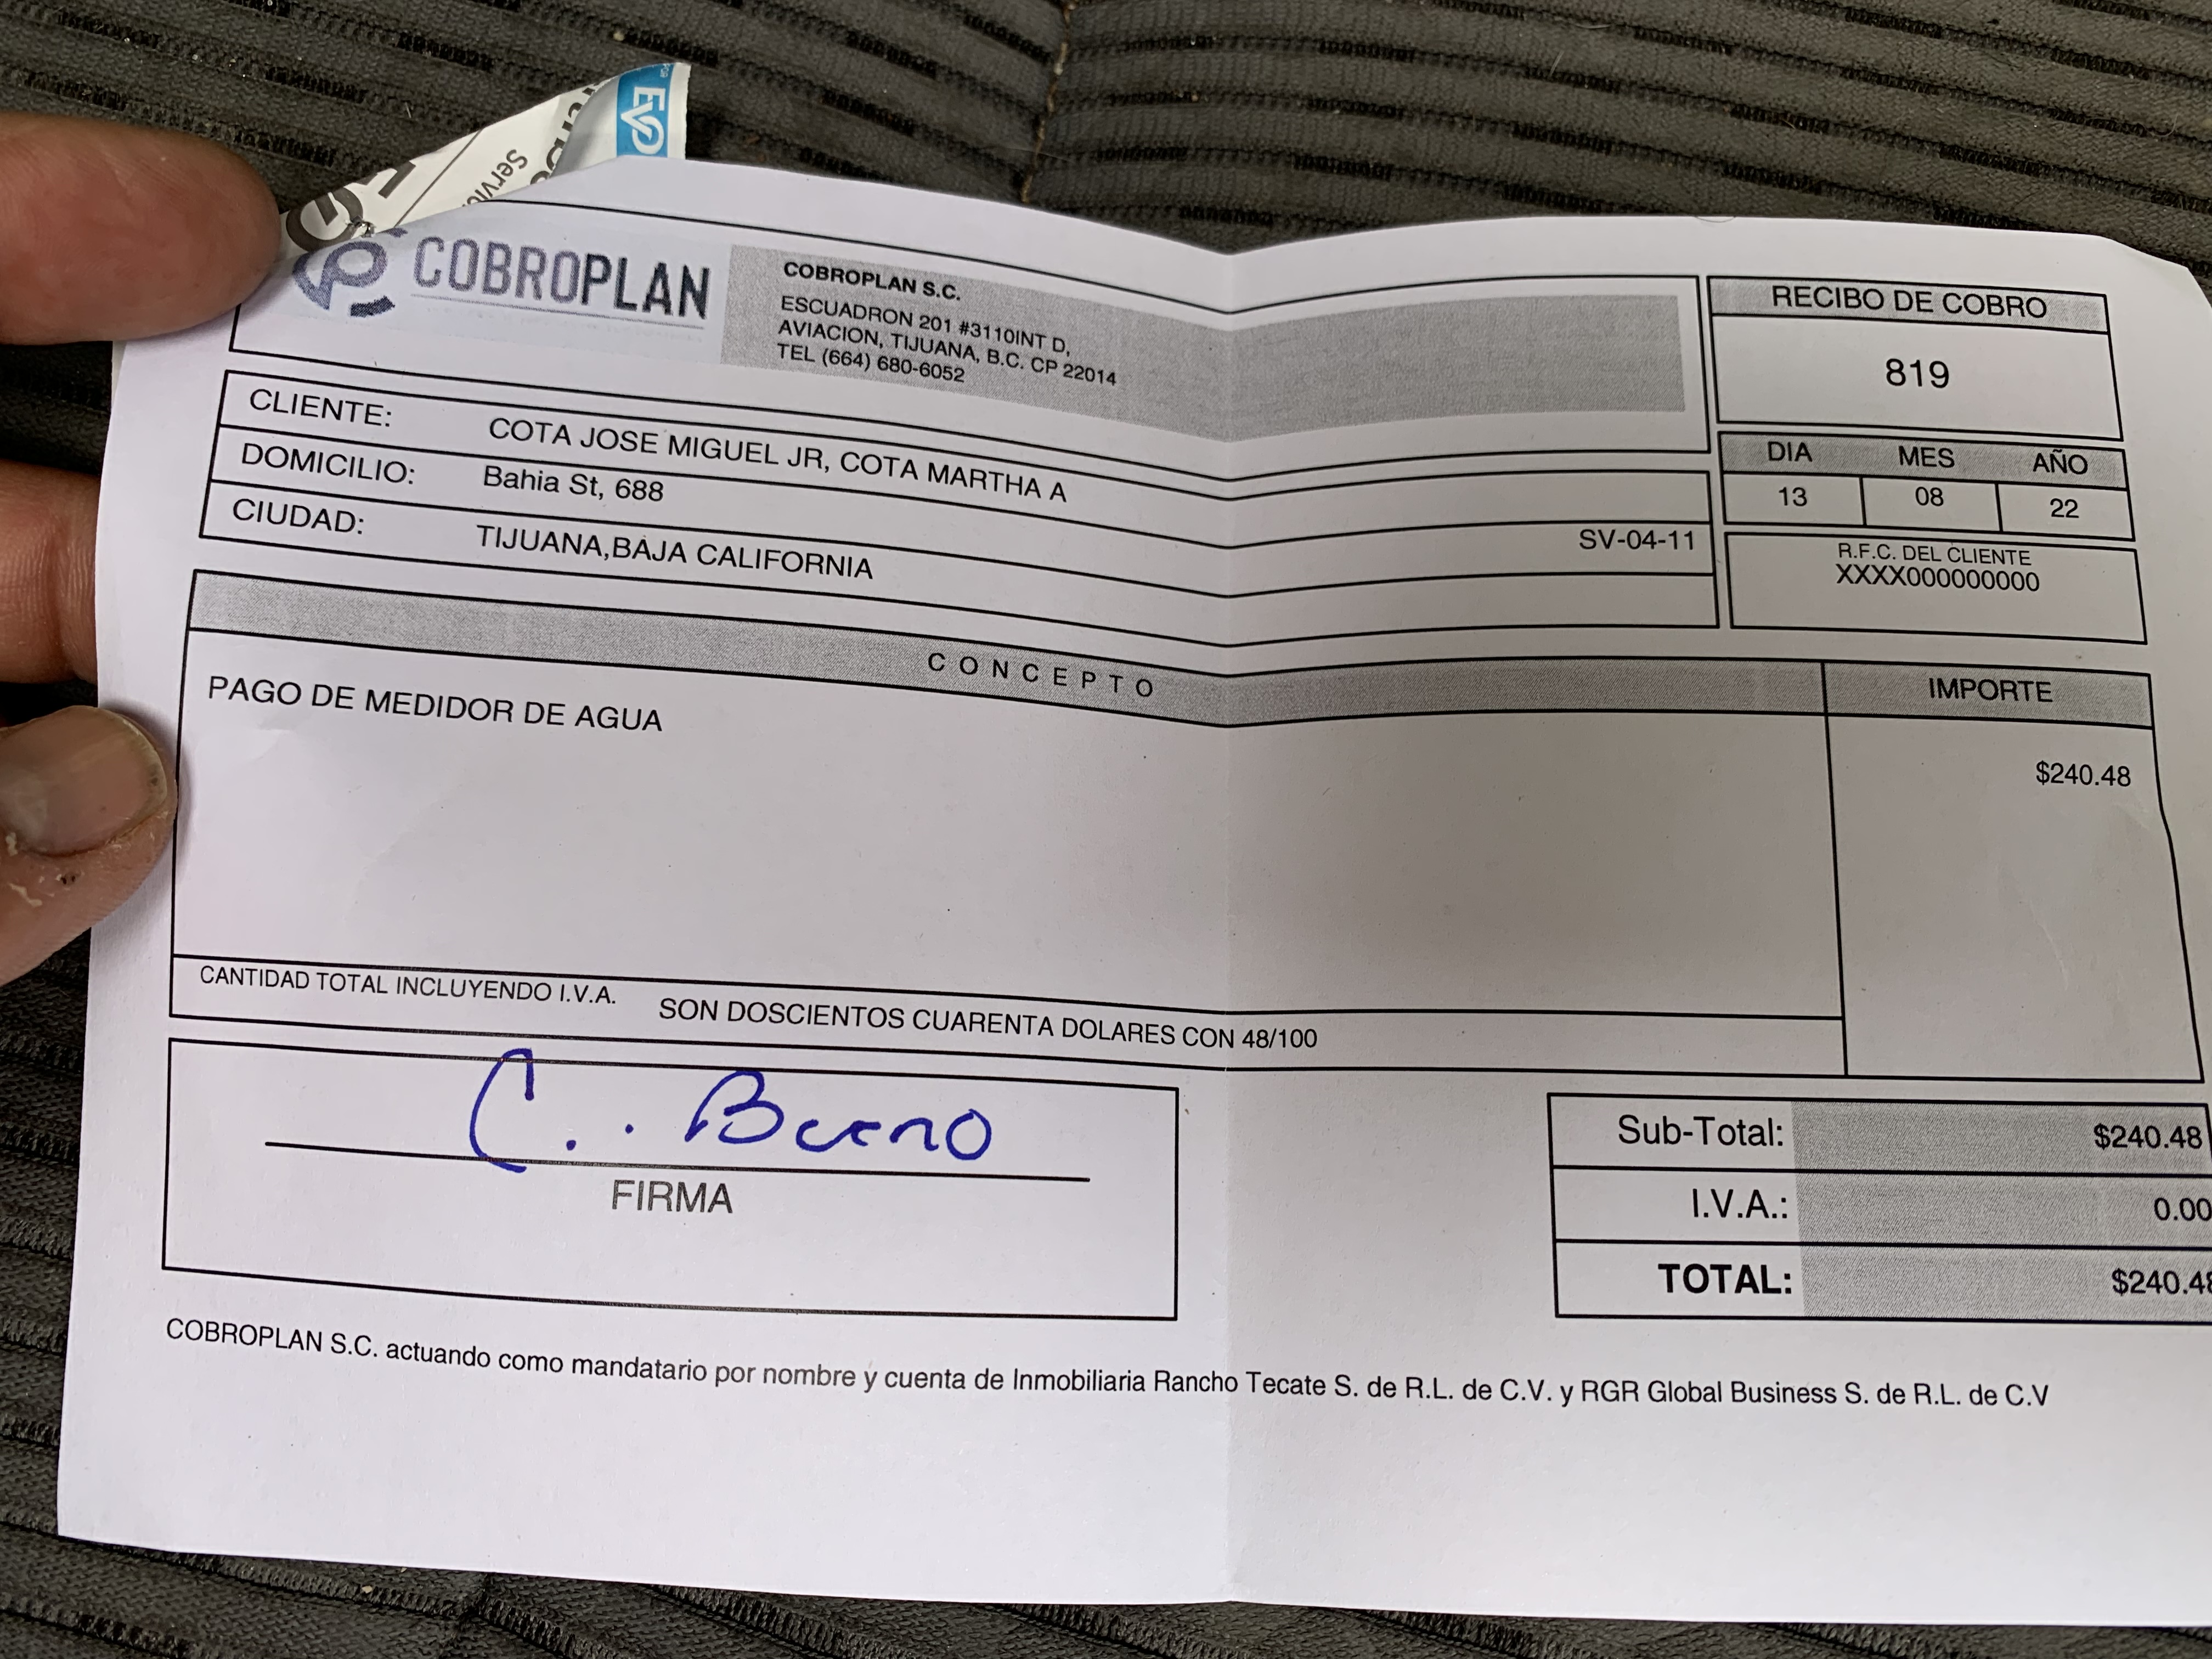 COBROPLAN
COBROPLAN S.C.
ESCUADRON 201 #3110INT D,
AVIACION, TIJUANA, B.C. CP 22014
TEL (664) 680-6052
RECIBO DE COBRO
819
CLIENTE: COTA JOSE MIGUEL JR, COTA MARTHA A
DOMICILIO: Bahia St, 688
CIUDAD: TIJUANA,BAJA CALIFORNIA
SV-04-11
DIA MES AÑO
13 08 22
R.F.C. DEL CLIENTE
XXXX0000000000
CONCEPTO IMPORTE
PAGO DE MEDIDOR DE AGUA $240.48
CANTIDAD TOTAL INCLUYENDO I.V.A. SON DOSCIENTOS CUARENTA DOLARES CON 48/100
C. Bueno
FIRMA
Sub-Total: $240.48
I.V.A.: 0.00
TOTAL: $240.48
COBROPLAN S.C. actuando como mandatario por nombre y cuenta de Inmobiliaria Rancho Tecate S. de R.L. de C.V. y RGR Global Business S. de R.L. de C.V